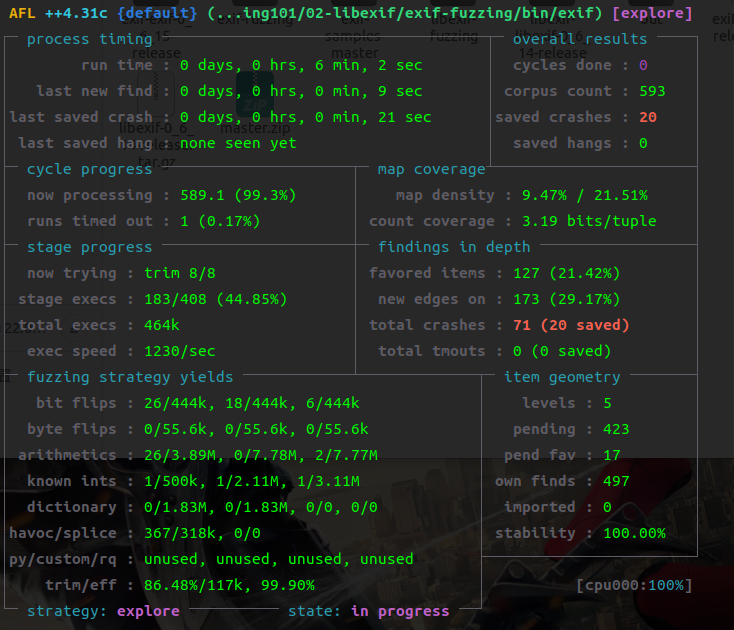 AFL ++4.31c {default} (...ing101/02-libexif/exif-fuzzing/bin/exif) [explore]
process timing overall results
run time : 0 days, 0 hrs, 6 min, 2 sec cycles done : 0
last new find : 0 days, 0 hrs, 0 min, 9 sec corpus count : 593
last saved crash : 0 days, 0 hrs, 0 min, 21 sec saved crashes : 20
last saved hang : none seen yet saved hangs : 0
cycle progress map coverage
now processing : 589.1 (99.3%) map density : 9.47% / 21.51%
runs timed out : 1 (0.17%) count coverage : 3.19 bits/tuple
stage progress findings in depth
now trying : trim 8/8 favored items : 127 (21.42%)
stage execs : 183/408 (44.85%) new edges on : 173 (29.17%)
total execs : 464k total crashes : 71 (20 saved)
exec speed : 1230/sec total tmouts : 0 (0 saved)
fuzzing strategy yields item geometry
bit flips : 26/444k, 18/444k, 6/444k levels : 5
byte flips : 0/55.6k, 0/55.6k, 0/55.6k pending : 423
arithmetics : 26/3.89M, 0/7.78M, 2/7.77M pend fav : 17
known ints : 1/500k, 1/2.11M, 1/3.11M own finds : 497
dictionary : 0/1.83M, 0/1.83M, 0/0, 0/0 imported : 0
havoc/splice : 367/318k, 0/0 stability : 100.00%
py/custom/rq : unused, unused, unused, unused
trim/eff : 86.48%/117k, 99.90% [cpu000:100%]
strategy: explore state: in progress
release
samples
master
fuzzing
14-release
master.zip
tar.gz